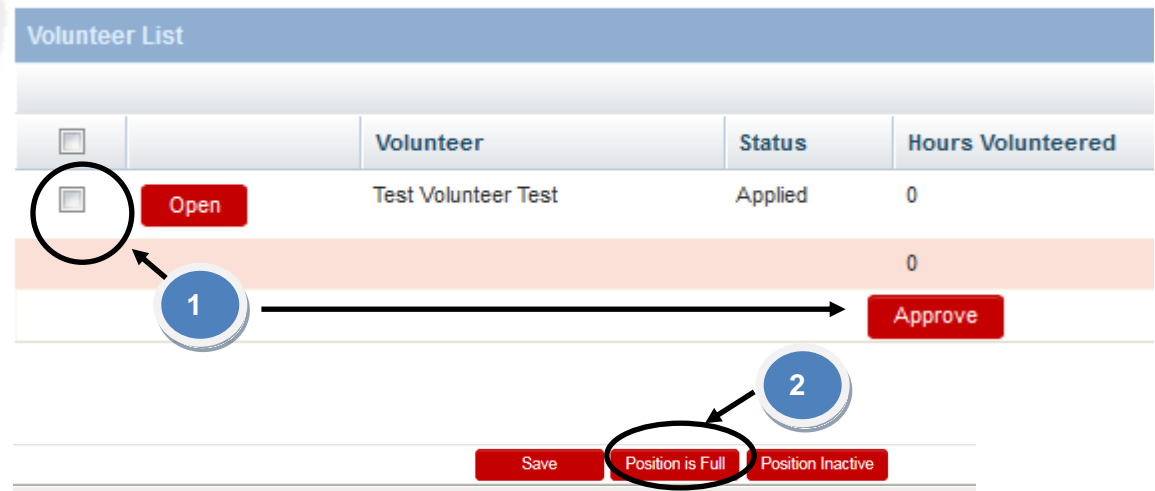 Volunteer List
Volunteer Status Hours Volunteered
Open Test Volunteer Test Applied 0
0
1 Approve
2
Save Position is Full Position Inactive